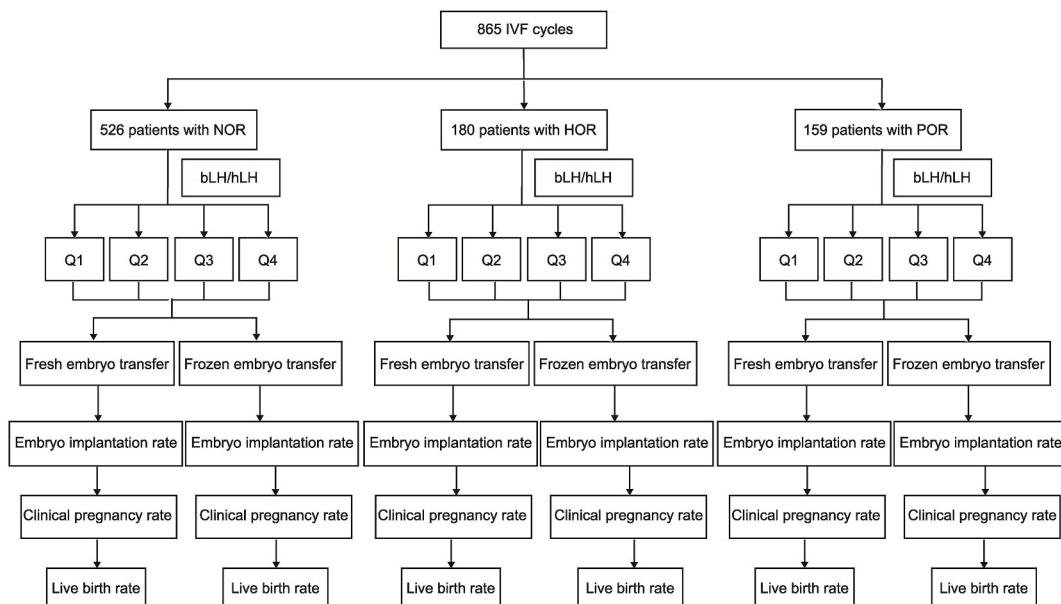 865 IVF cycles
526 patients with NOR
180 patients with HOR
159 patients with POR
bLH/hLH
bLH/hLH
bLH/hLH
Q1
Q2
Q3
Q4
Q1
Q2
Q3
Q4
Q1
Q2
Q3
Q4
Fresh embryo transfer
Frozen embryo transfer
Fresh embryo transfer
Frozen embryo transfer
Fresh embryo transfer
Frozen embryo transfer
Embryo implantation rate
Embryo implantation rate
Embryo implantation rate
Embryo implantation rate
Embryo implantation rate
Embryo implantation rate
Clinical pregnancy rate
Clinical pregnancy rate
Clinical pregnancy rate
Clinical pregnancy rate
Clinical pregnancy rate
Clinical pregnancy rate
Live birth rate
Live birth rate
Live birth rate
Live birth rate
Live birth rate
Live birth rate